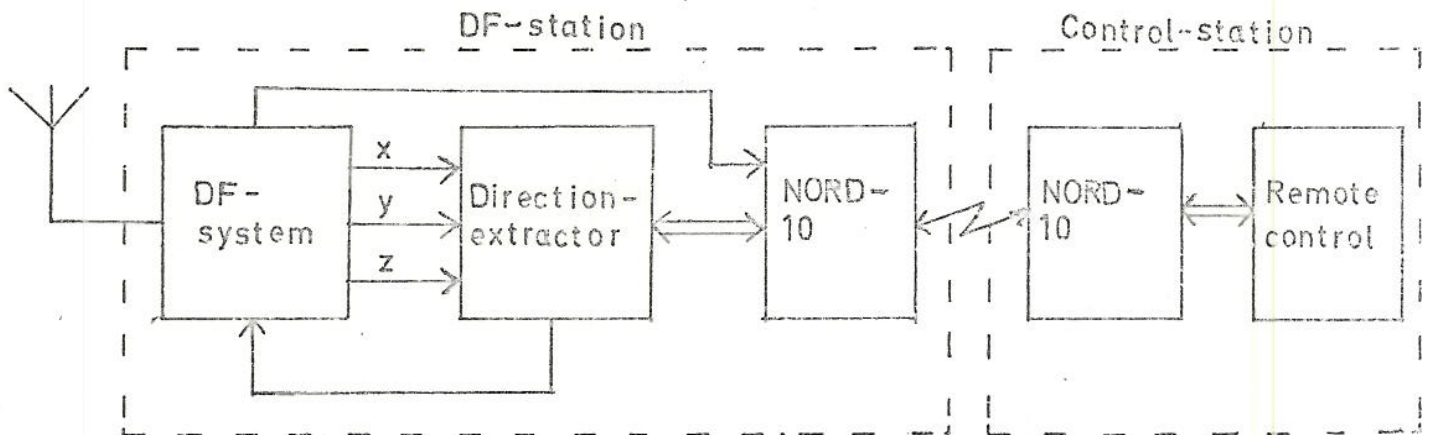 DF-station
Control-station
DF-
system
x
y
z
Direction-
extractor
NORD-
10
NORD-
10
Remote
control